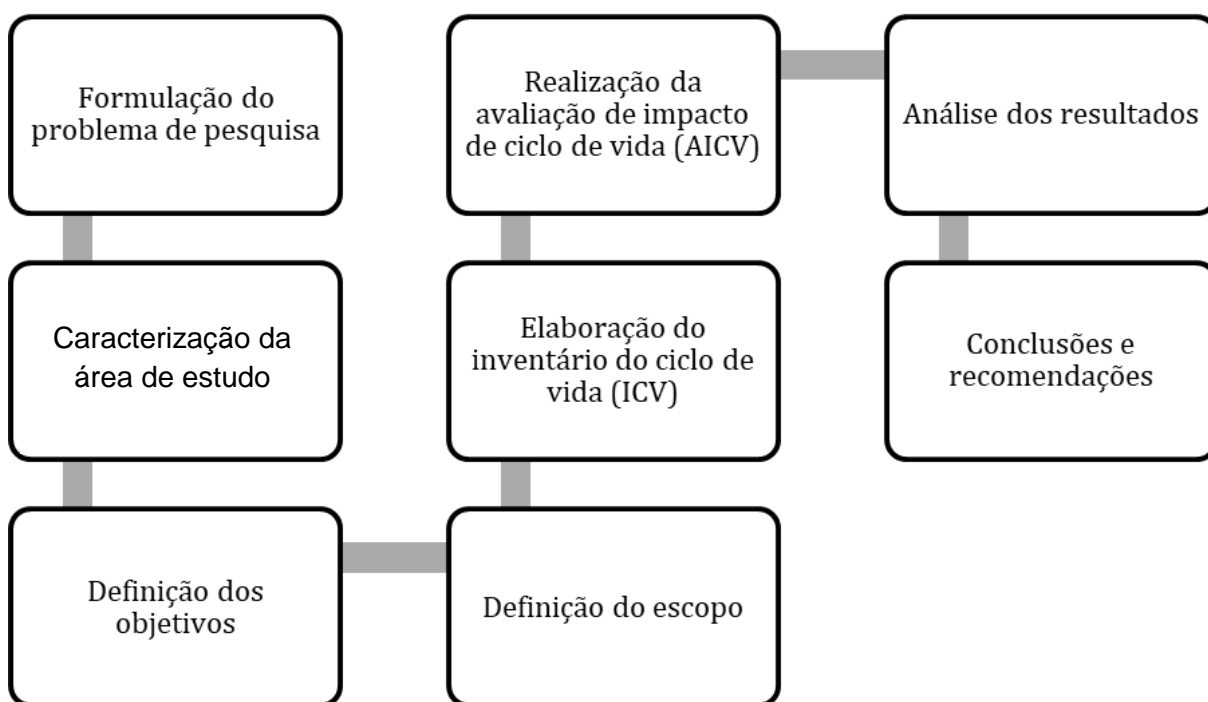 Formulação do
problema de pesquisa
Caracterização da
área de estudo
Definição dos
objetivos
Definição do escopo
Elaboração do
inventário do ciclo de
vida (ICV)
Realização da
avaliação de impacto
de ciclo de vida (AICV)
Análise dos resultados
Conclusões e
recomendações